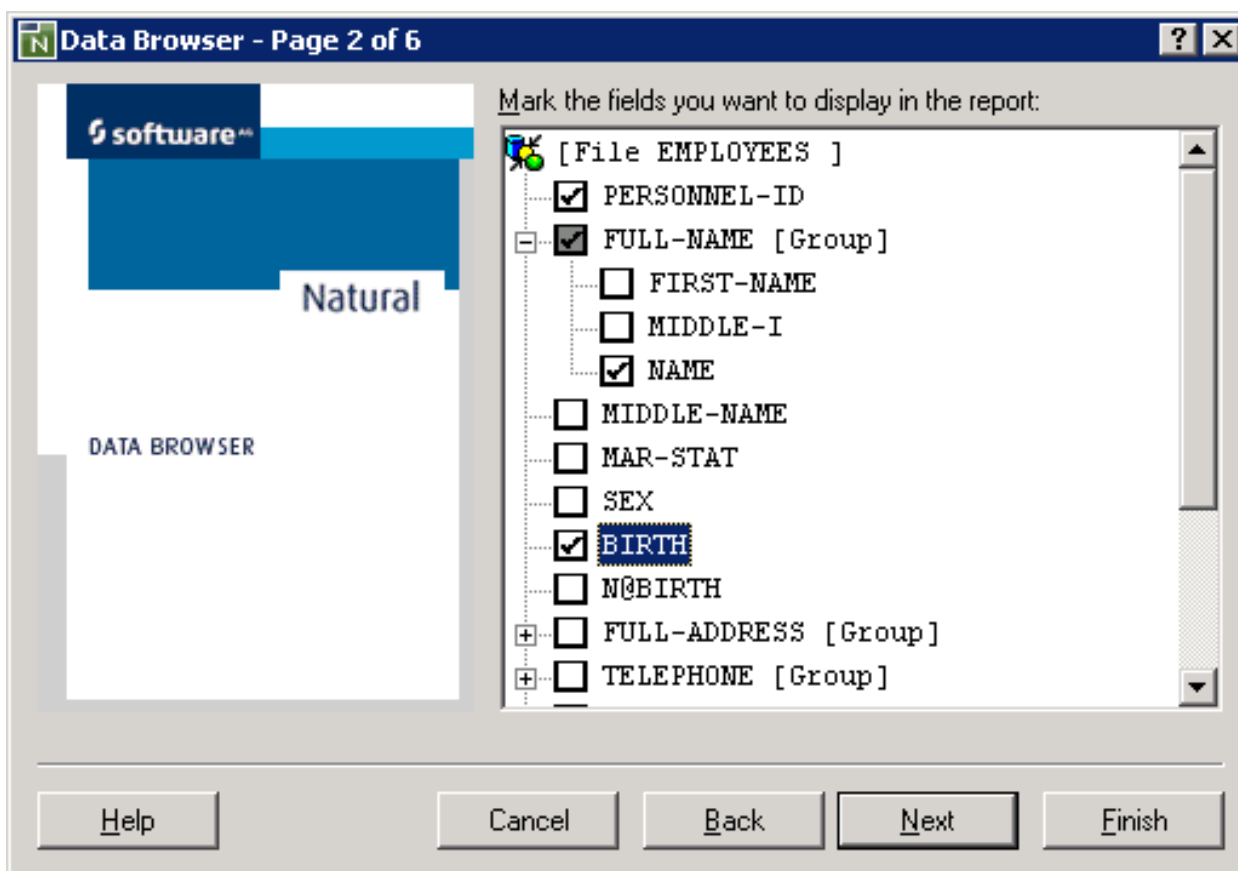 Data Browser - Page 2 of 6
software AG
Natural
DATA BROWSER
Mark the fields you want to display in the report:
[File EMPLOYEES ]
PERSONNEL-ID
FULL-NAME [Group]
FIRST-NAME
MIDDLE-I
NAME
MIDDLE-NAME
MAR-STAT
SEX
BIRTH
N@BIRTH
FULL-ADDRESS [Group]
TELEPHONE [Group]
Help Cancel Back Next Finish